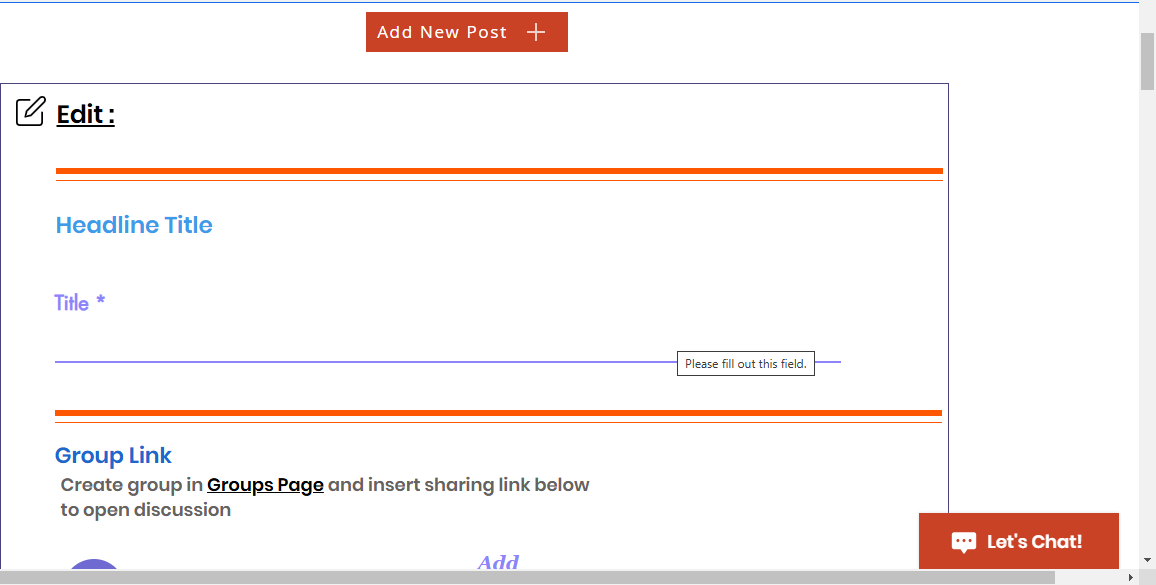 Add New Post
Edit :
Headline Title
Title *
Please fill out this field.
Group Link
Create group in Groups Page and insert sharing link below
to open discussion
Add
Let's Chat!